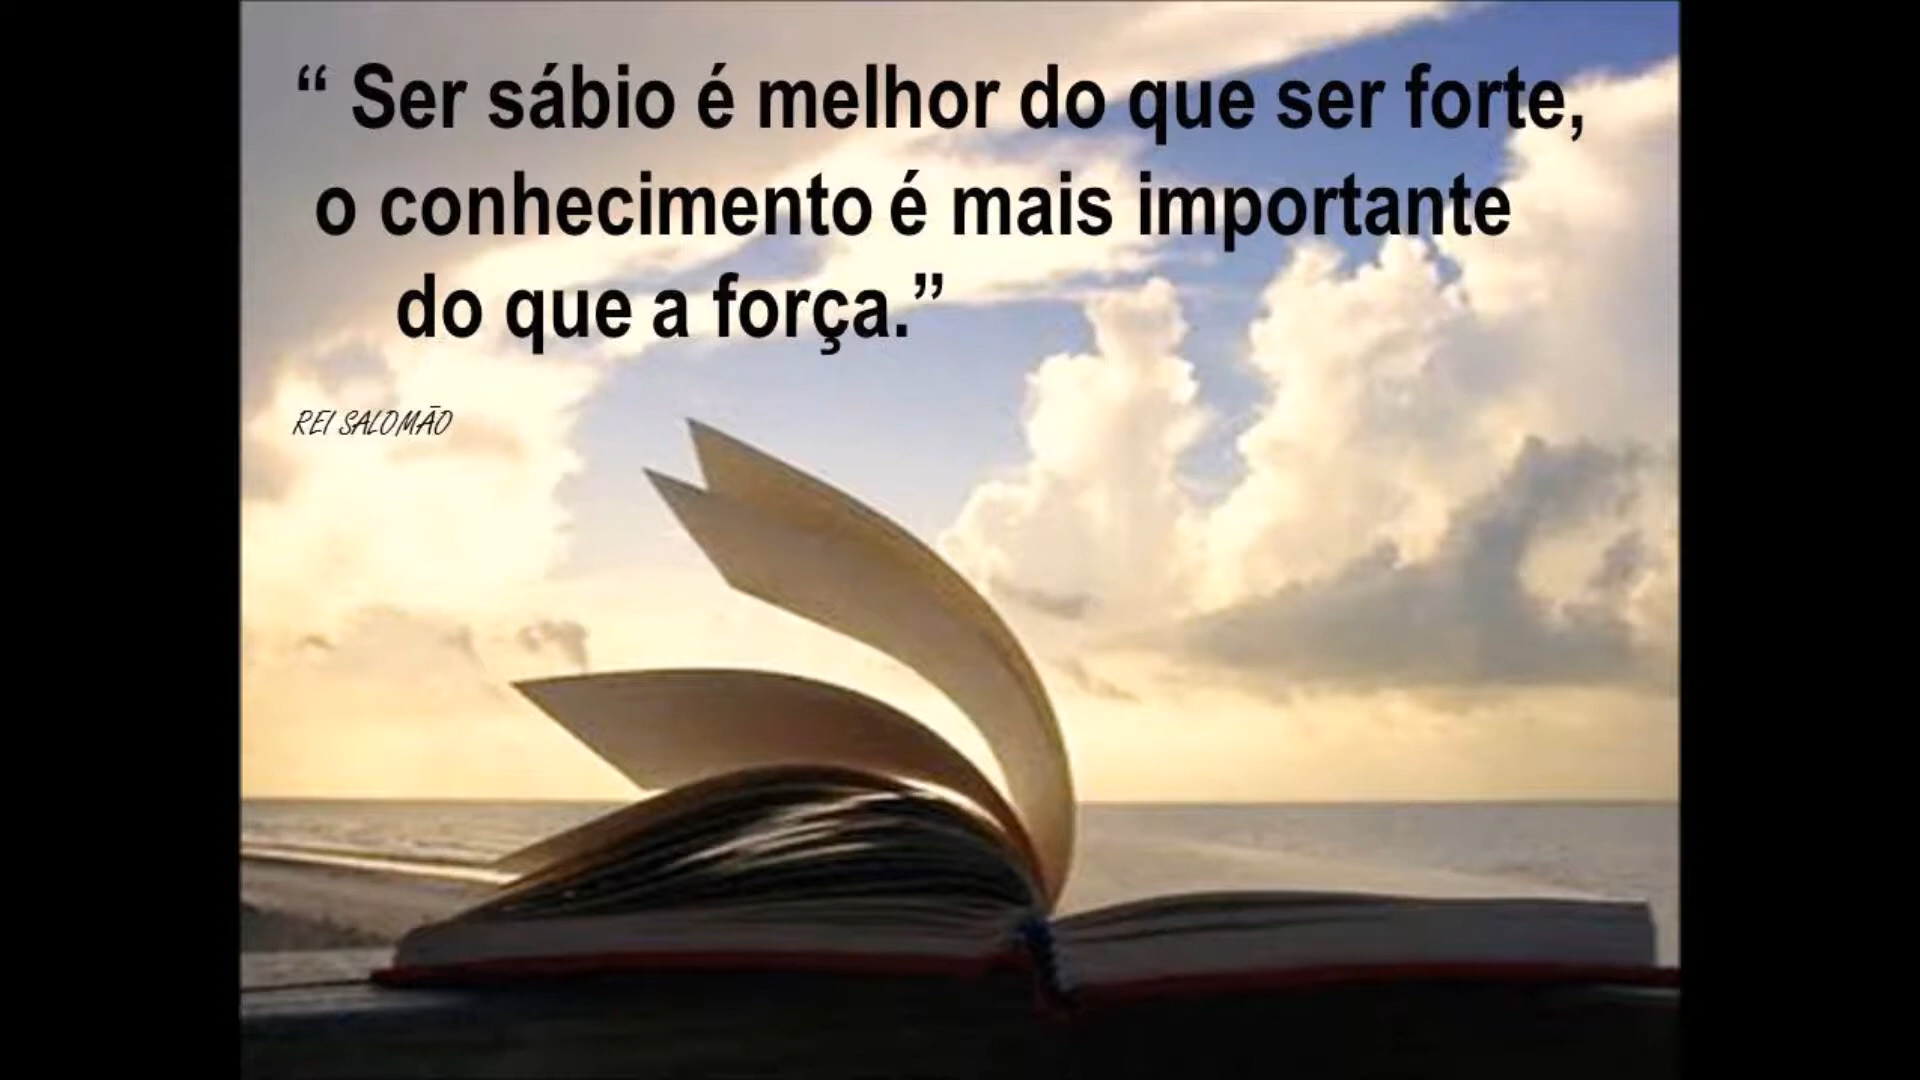 “ Ser sábio é melhor do que ser forte,
o conhecimento é mais importante
do que a força.”
REI SALOMÃO